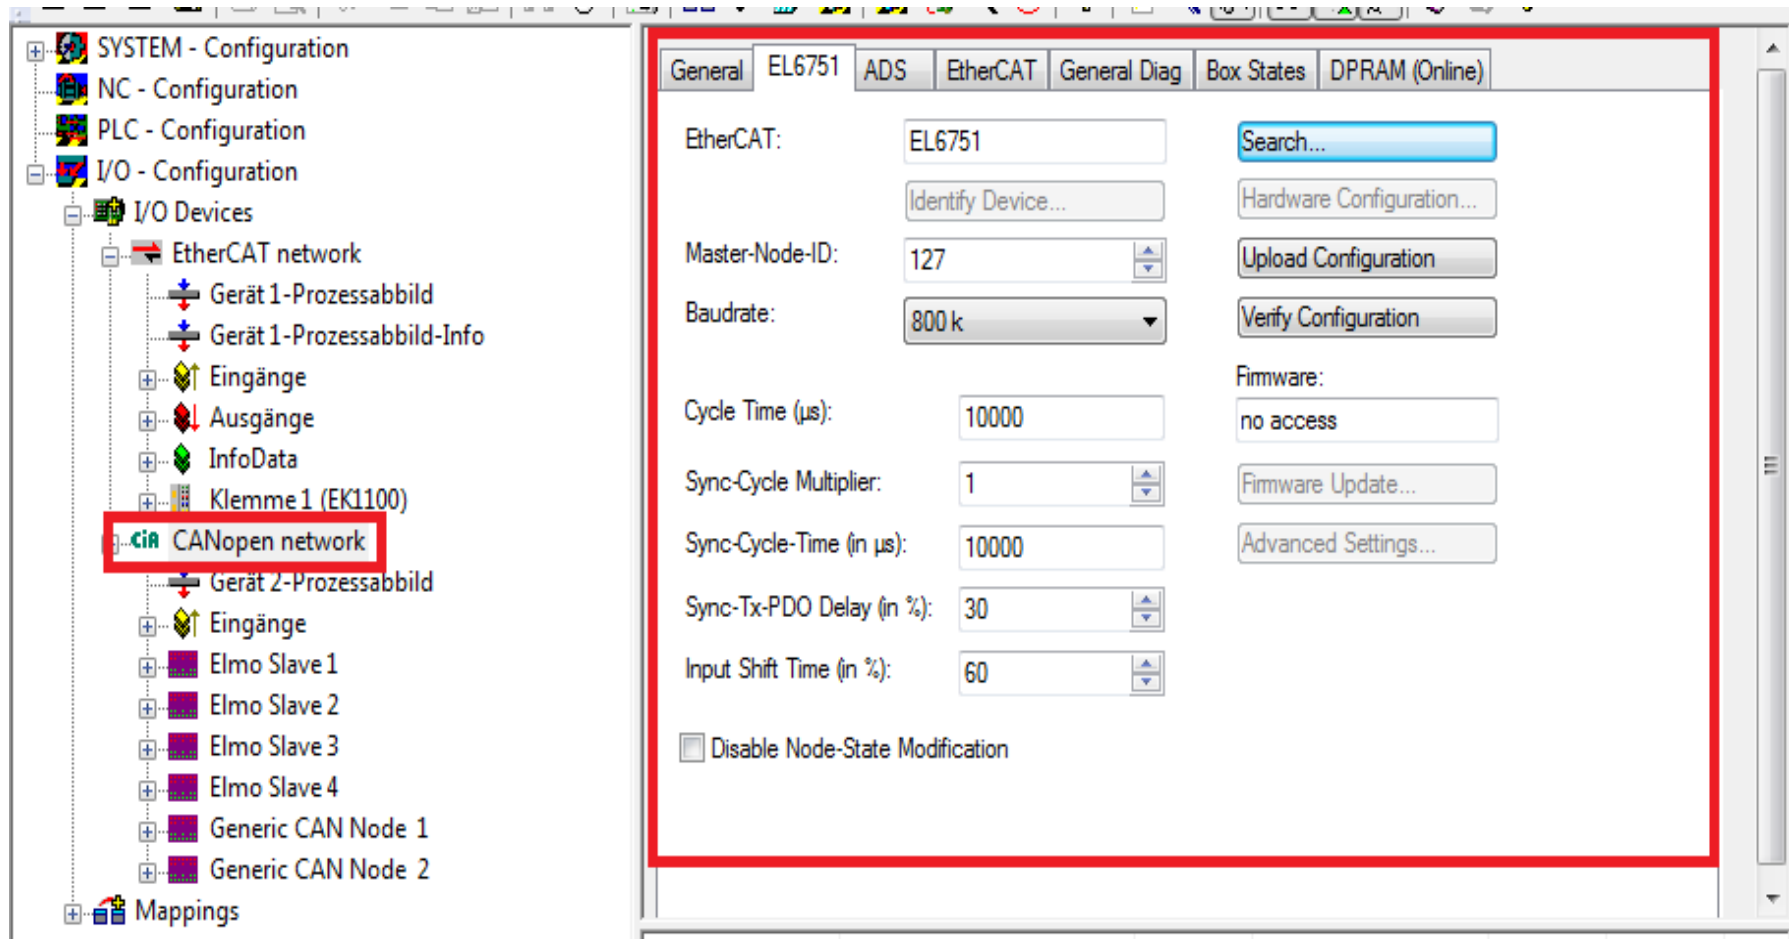 SYSTEM - Configuration
NC - Configuration
PLC - Configuration
I/O - Configuration
I/O Devices
EtherCAT network
Gerät 1-Prozessabbild
Gerät 1-Prozessabbild-Info
Eingänge
Ausgänge
InfoData
Klemme 1 (EK1100)
CiA CANopen network
Gerät 2-Prozessabbild
Eingänge
Elmo Slave 1
Elmo Slave 2
Elmo Slave 3
Elmo Slave 4
Generic CAN Node 1
Generic CAN Node 2
Mappings
General EL6751 ADS EtherCAT General Diag Box States DPRAM (Online)
EtherCAT: EL6751 Search...
Identify Device... Hardware Configuration...
Master-Node-ID: 127 Upload Configuration
Baudrate: 800 k Verify Configuration
Firmware:
Cycle Time (µs): 10000 no access
Sync-Cycle Multiplier: 1 Firmware Update...
Sync-Cycle-Time (in µs): 10000 Advanced Settings...
Sync-Tx-PDO Delay (in %): 30
Input Shift Time (in %): 60
Disable Node-State Modification